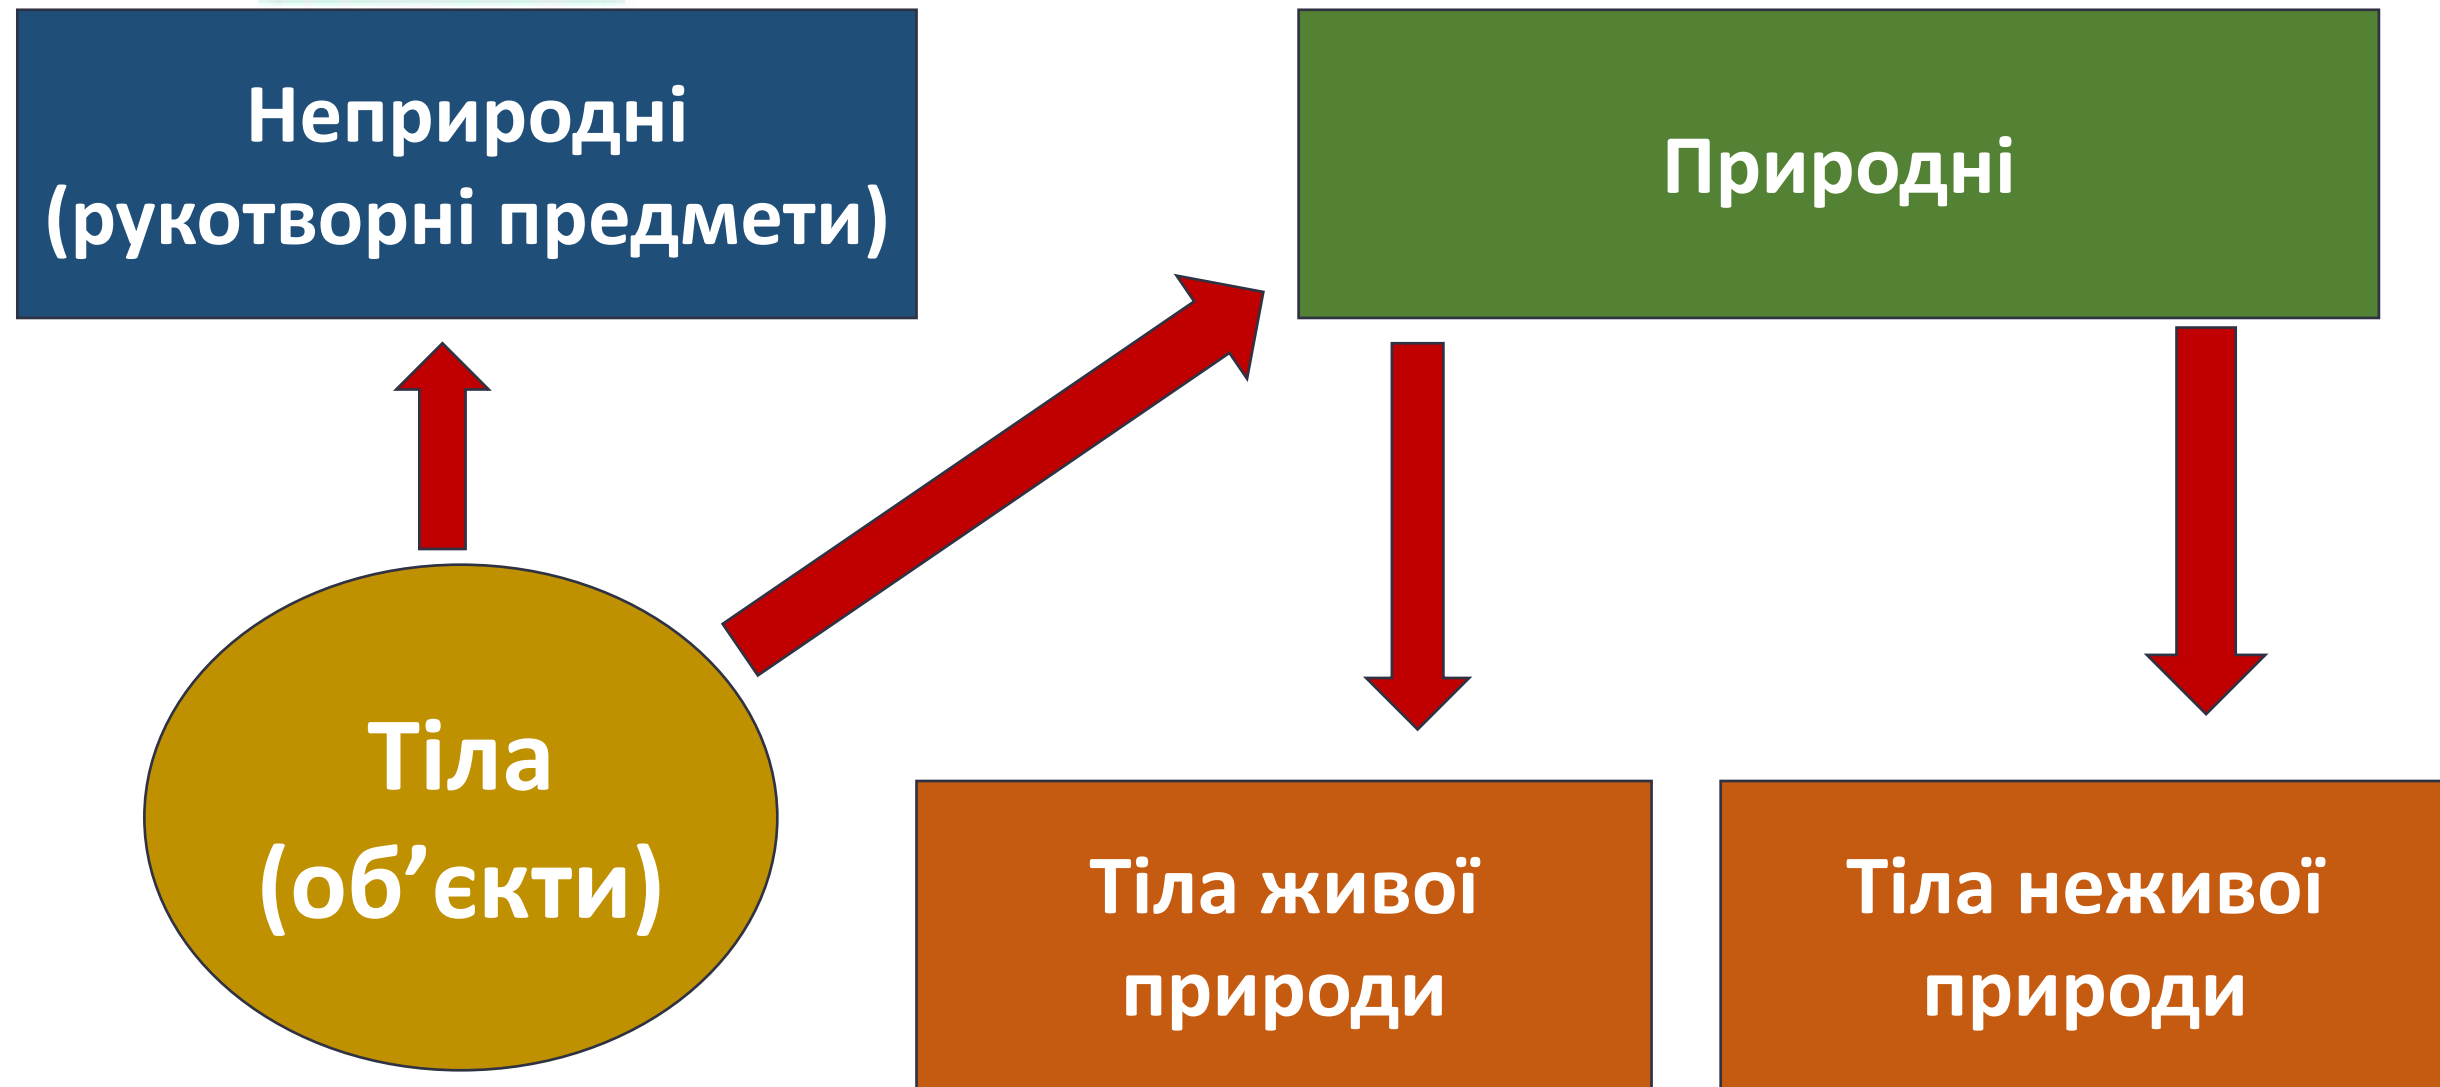 Неприродні
(рукотворні предмети)
Природні
Тіла
(об’єкти)
Тіла живої
природи
Тіла неживої
природи